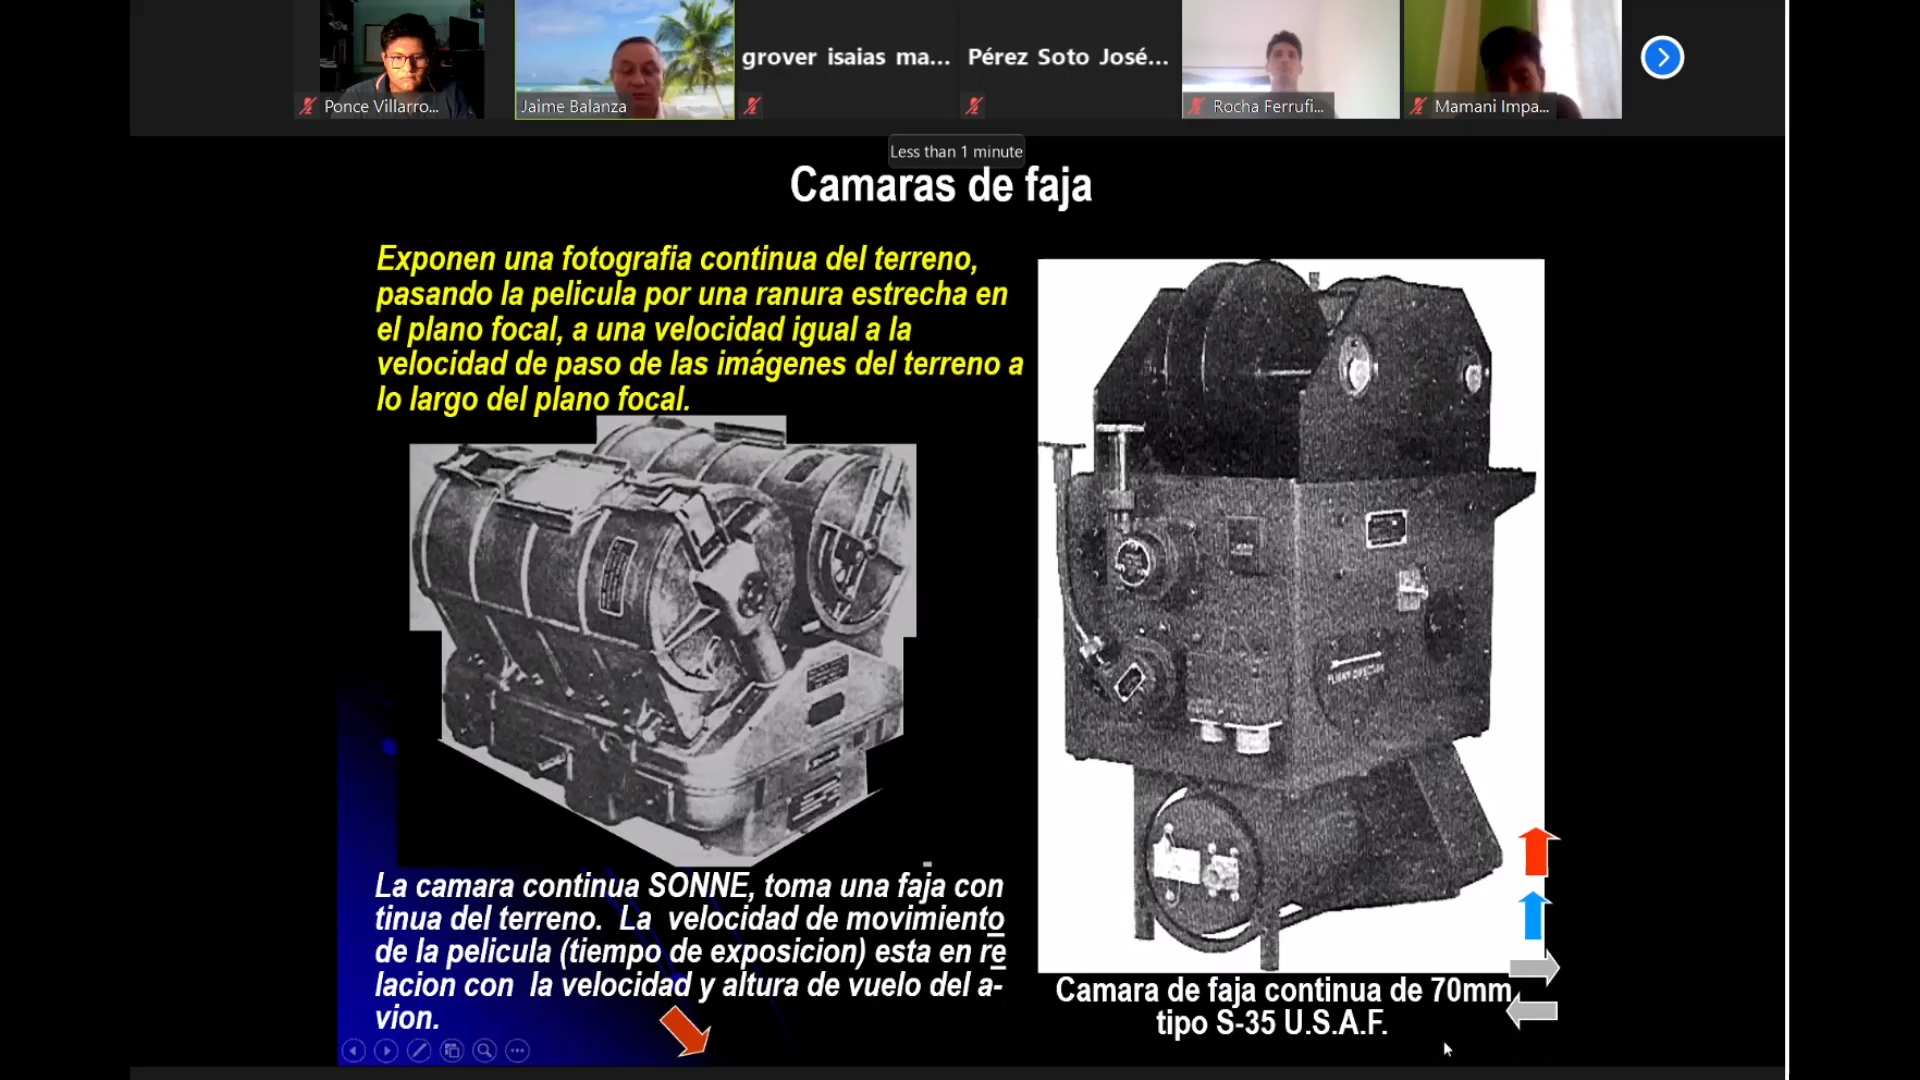 Ponce Villarro...
Jaime Balanza
grover isaias ma...
Pérez Soto José...
Rocha Ferrufi...
Mamani Impa...
Less than 1 minute
Camaras de faja
Exponen una fotografia continua del terreno,
pasando la pelicula por una ranura estrecha en
el plano focal, a una velocidad igual a la
velocidad de paso de las imágenes del terreno a
lo largo del plano focal.
La camara continua SONNE, toma una faja con
tinua del terreno. La velocidad de movimiento
de la pelicula (tiempo de exposicion) esta en re
lacion con la velocidad y altura de vuelo del a-
vion.
FLIGHT DIRECTION
Camara de faja continua de 70mm
tipo S-35 U.S.A.F.